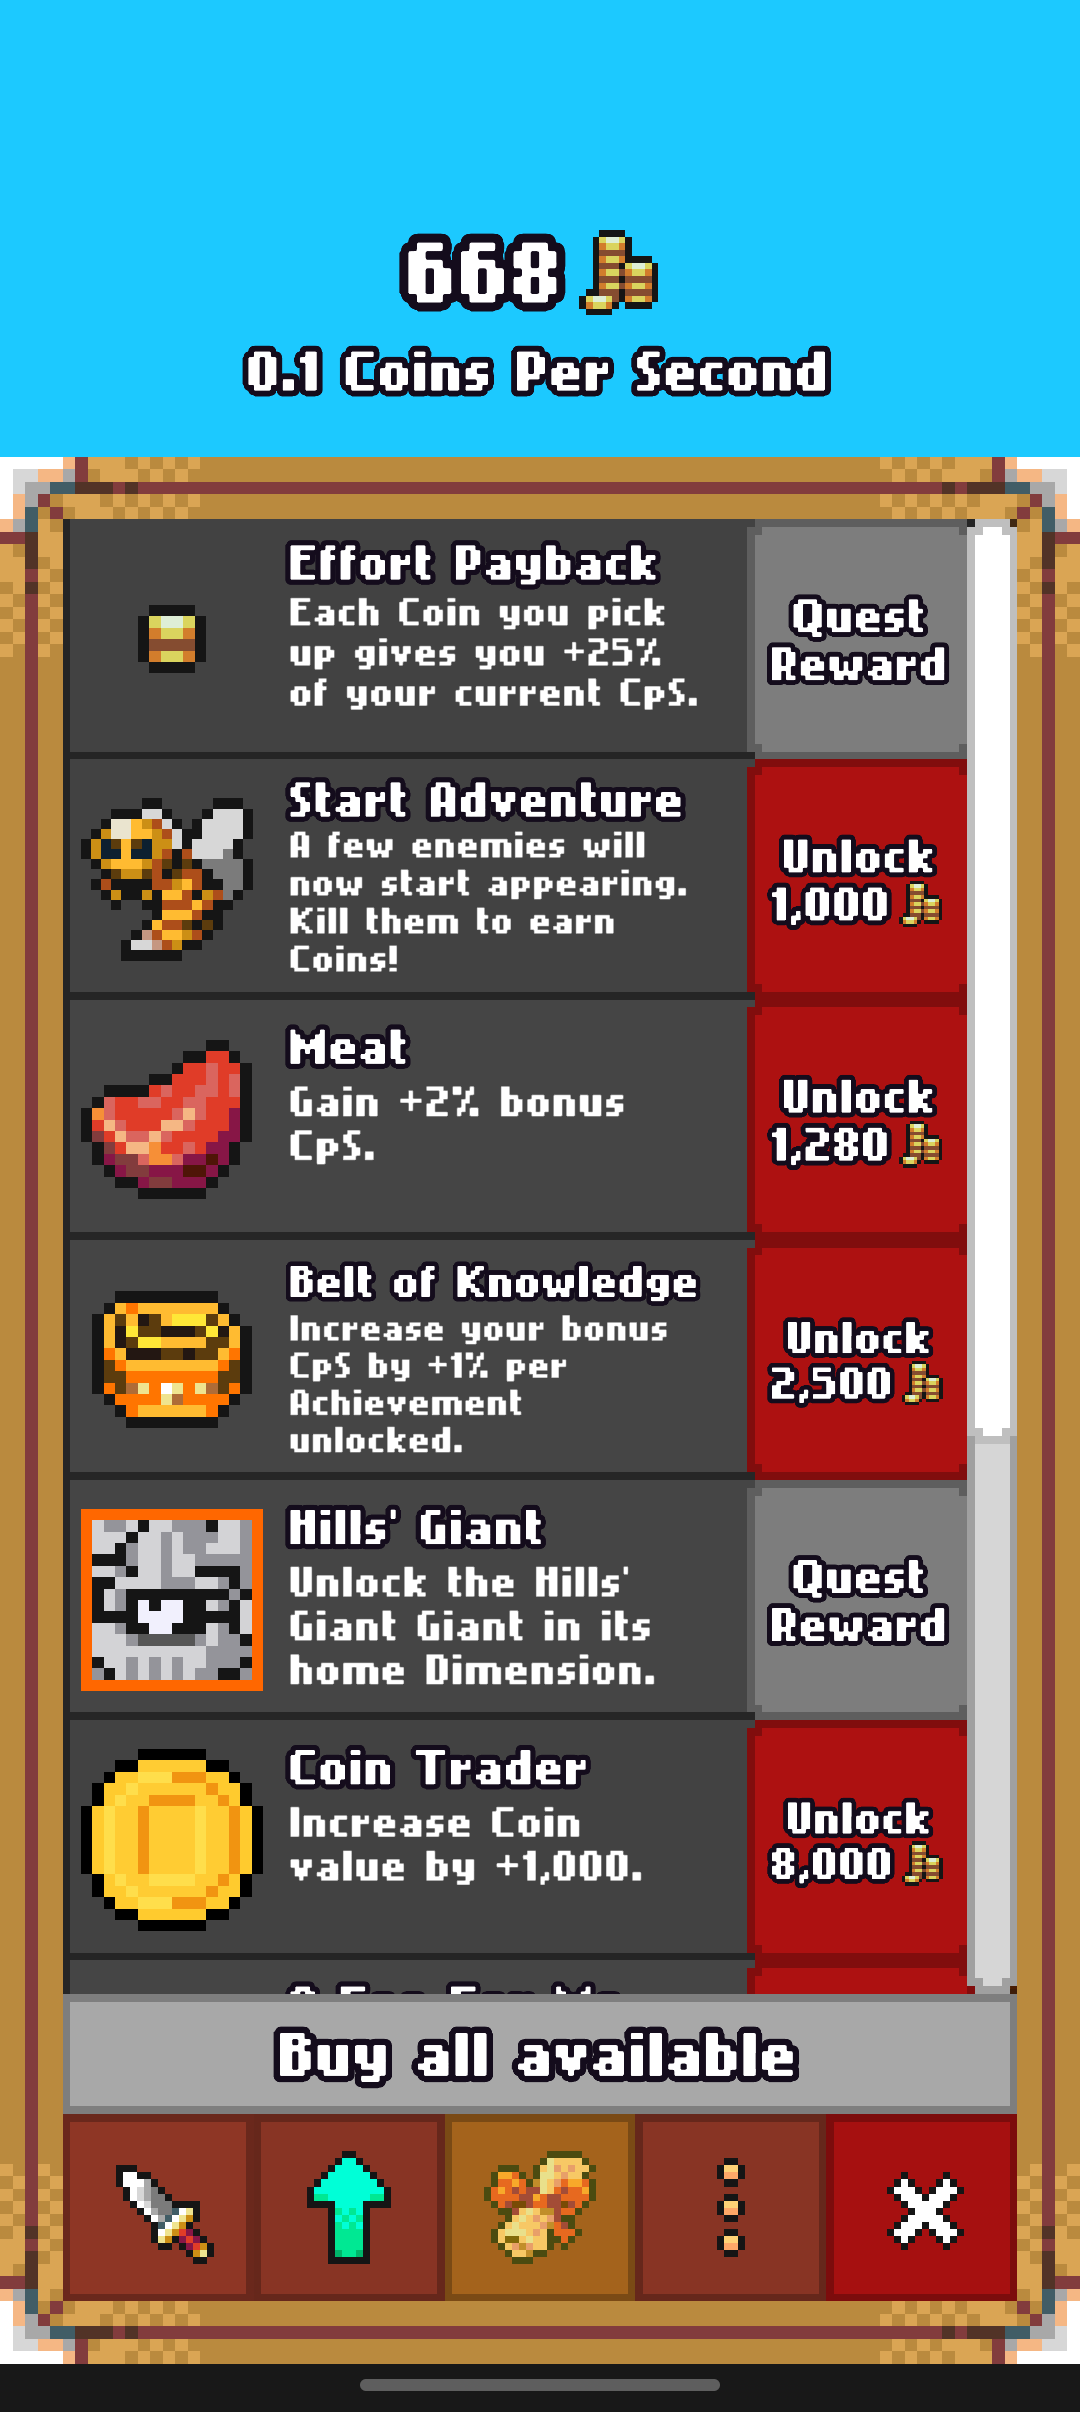 668
0.1 Coins Per Second
Effort Payback
Each Coin you pick
up gives you +25%
of your current CpS.
Quest
Reward
Start Adventure
A few enemies will
now start appearing.
Kill them to earn
Coins!
Unlock
1,000
Meat
Gain +2% bonus
CpS.
Unlock
1,280
Belt of Knowledge
Increase your bonus
CpS by +1% per
Achievement
unlocked.
Unlock
2,500
Hills' Giant
Unlock the Hills'
Giant Giant in its
home Dimension.
Quest
Reward
Coin Trader
Increase Coin
value by +1,000.
Unlock
8,000
Buy all available